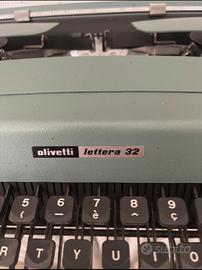 olivetti lettera 32
5 6 7 8 9
( - è _ ç
R T Y U I O